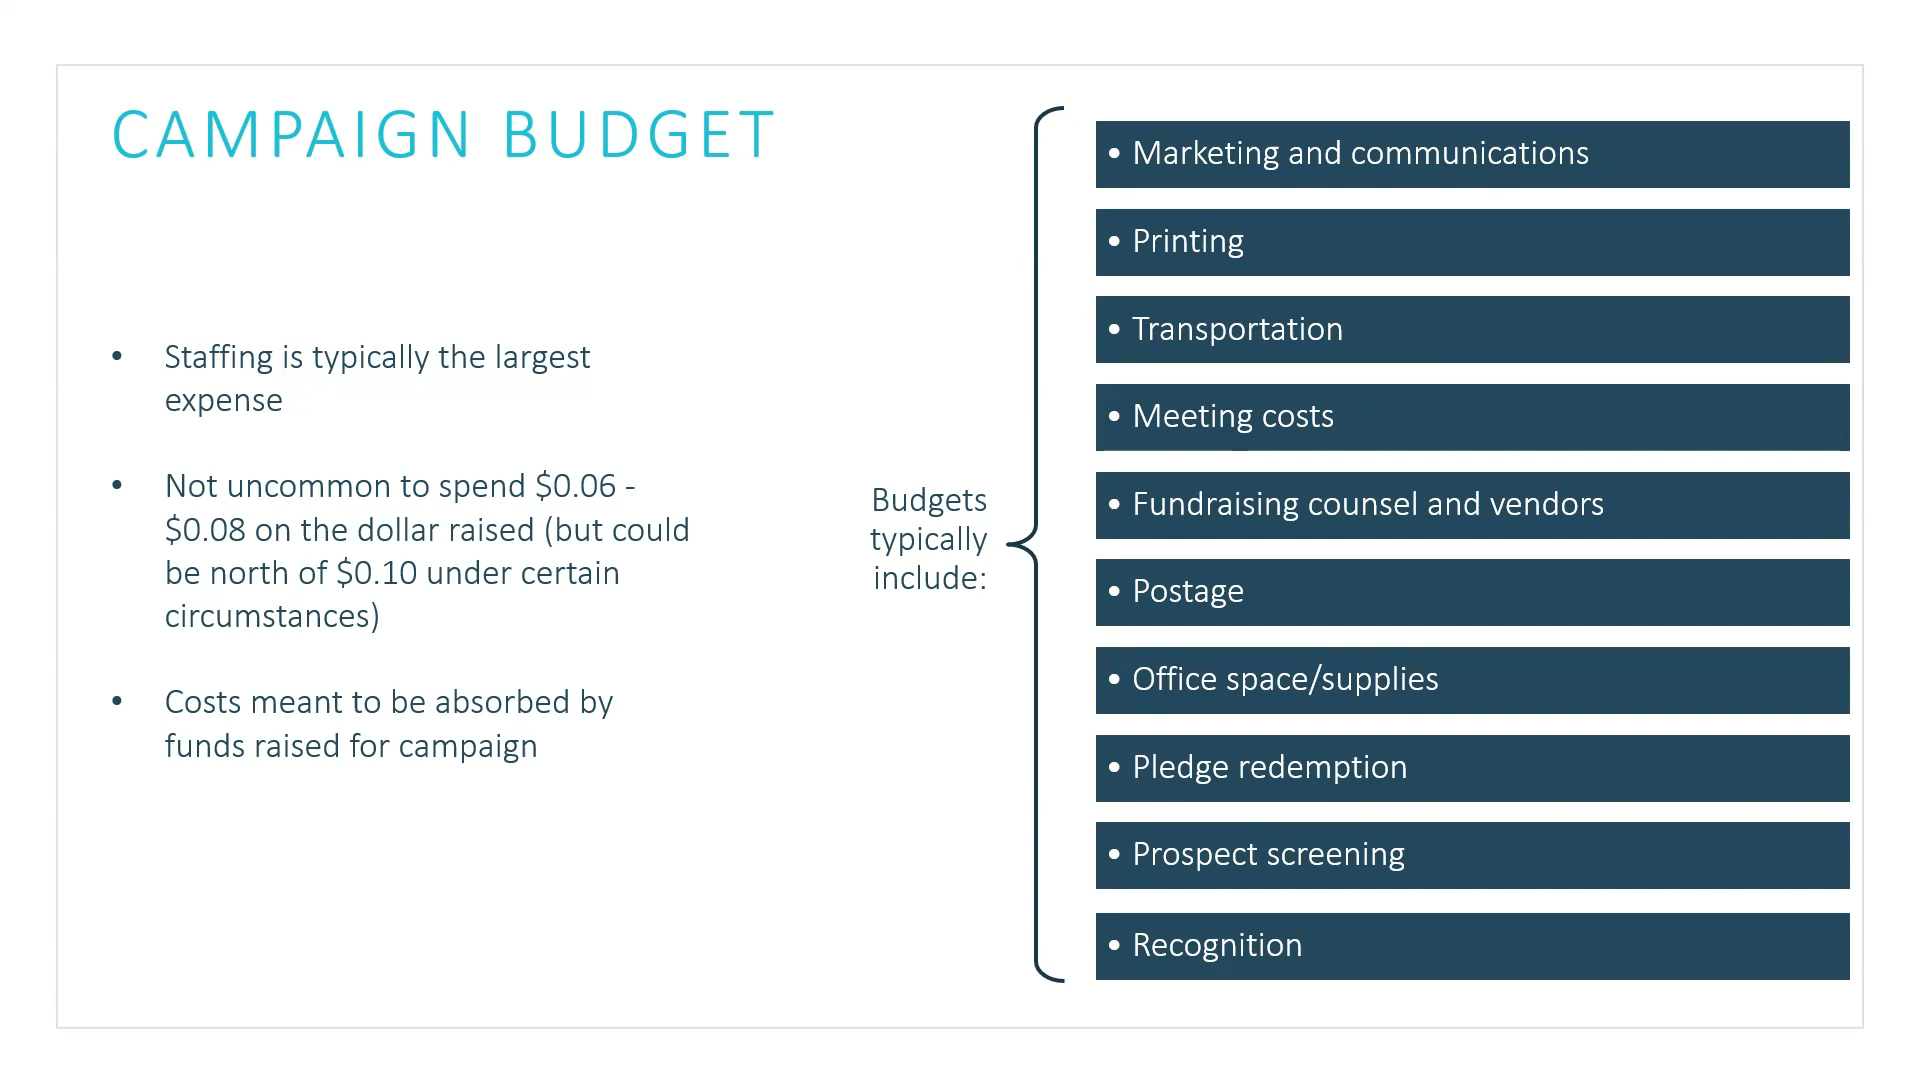 CAMPAIGN BUDGET
• Staffing is typically the largest
expense
• Not uncommon to spend $0.06 -
$0.08 on the dollar raised (but could
be north of $0.10 under certain
circumstances)
• Costs meant to be absorbed by
funds raised for campaign
Budgets
typically
include:
• Marketing and communications
• Printing
• Transportation
• Meeting costs
• Fundraising counsel and vendors
• Postage
• Office space/supplies
• Pledge redemption
• Prospect screening
• Recognition